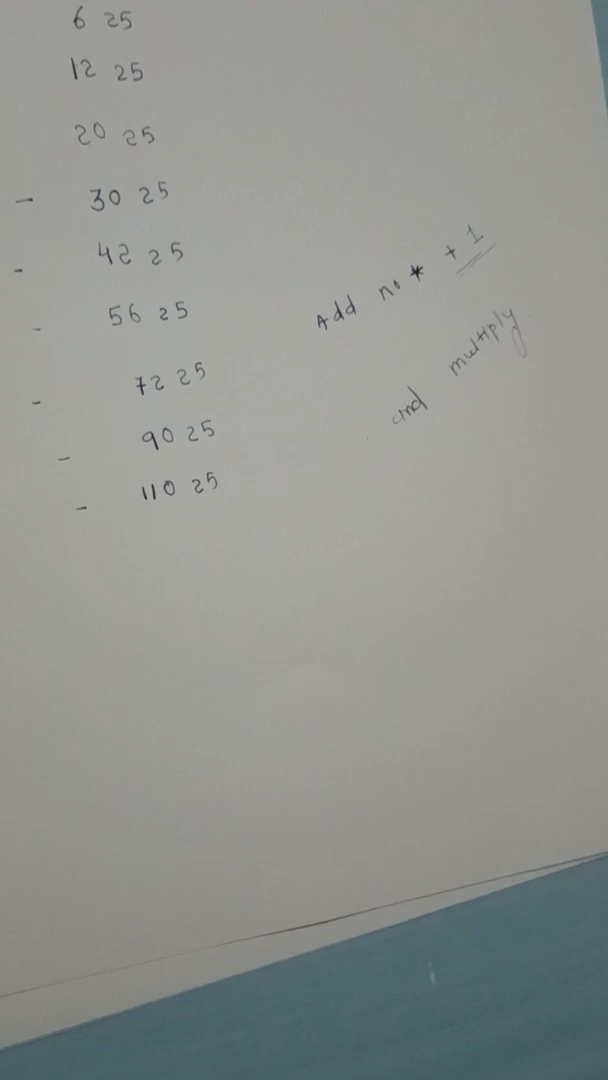 6 25
12 25
20 25
- 30 25
- 42 25
- 56 25
- 72 25
- 90 25
- 110 25
Add no * + 1
and multiply